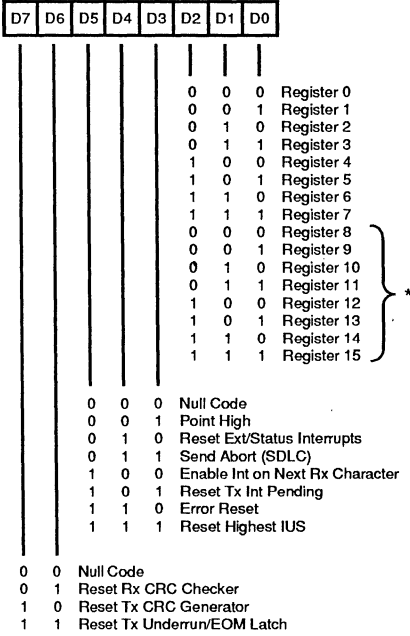 D7 D6 D5 D4 D3 D2 D1 D0
0 0 0 Register 0
0 0 1 Register 1
0 1 0 Register 2
0 1 1 Register 3
1 0 0 Register 4
1 0 1 Register 5
1 1 0 Register 6
1 1 1 Register 7
0 0 0 Register 8
0 0 1 Register 9
0 1 0 Register 10
0 1 1 Register 11
1 0 0 Register 12
1 0 1 Register 13
1 1 0 Register 14
1 1 1 Register 15
*
0 0 0 Null Code
0 0 1 Point High
0 1 0 Reset Ext/Status Interrupts
0 1 1 Send Abort (SDLC)
1 0 0 Enable Int on Next Rx Character
1 0 1 Reset Tx Int Pending
1 1 0 Error Reset
1 1 1 Reset Highest IUS
0 0 Null Code
0 1 Reset Rx CRC Checker
1 0 Reset Tx CRC Generator
1 1 Reset Tx Underrun/EOM Latch